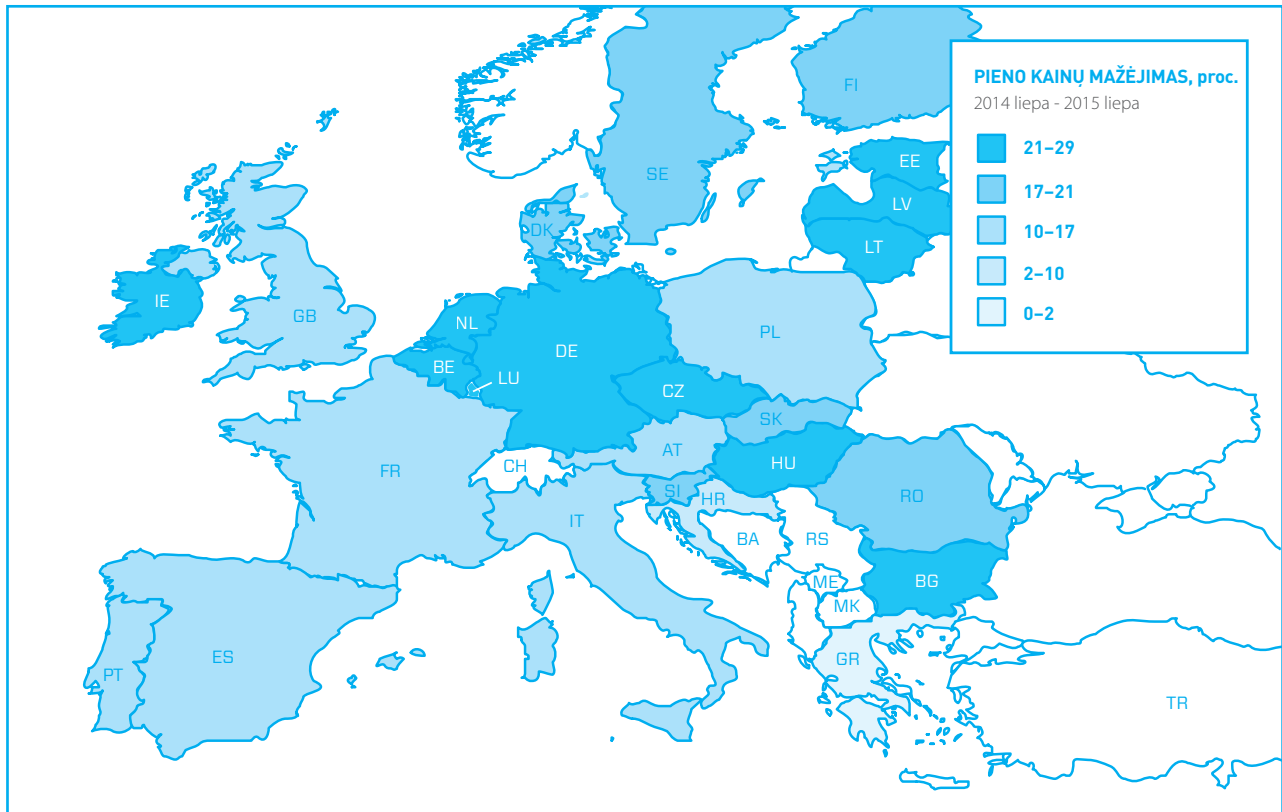 PIENO KAINŲ MAŽĖJIMAS, proc.
2014 liepa - 2015 liepa
21–29
17–21
10–17
2–10
0–2
FI
SE
EE
LV
LT
DK
IE
GB
NL
BE
LU
DE
PL
CZ
SK
FR
CH
AT
HU
SI
HR
RO
IT
BA
RS
ME
MK
BG
PT
ES
GR
TR